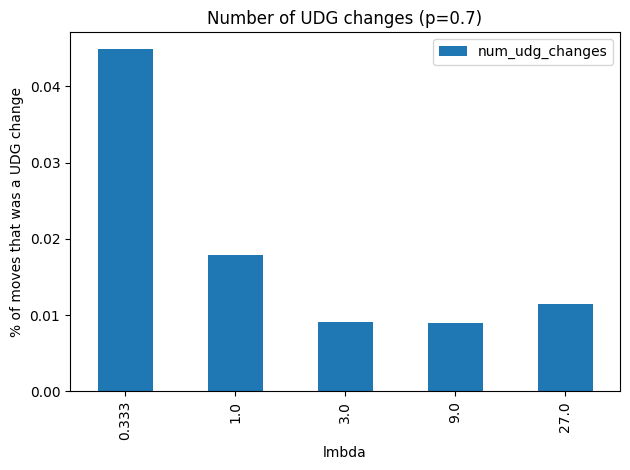 Number of UDG changes (p=0.7)
num_udg_changes
% of moves that was a UDG change
0.04
0.03
0.02
0.01
0.00
0.333
1.0
3.0
9.0
27.0
lmbda